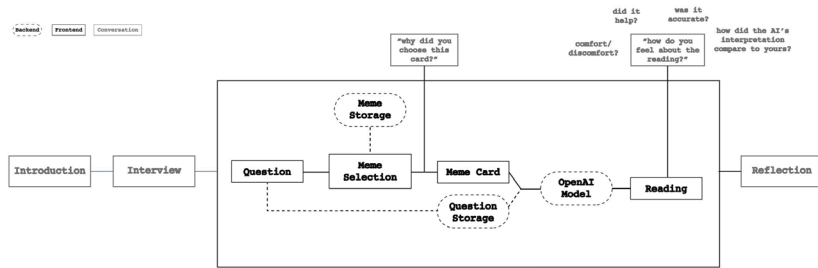 Backend
Frontend
Conversation
"why did you
choose this
card?"
did it
help?
was it
accurate?
comfort/
discomfort?
"how do you
feel about the
reading?"
how did the AI's
interpretation
compare to yours?
Meme
Storage
Introduction
Interview
Question
Meme
Selection
Meme Card
Question
Storage
OpenAI
Model
Reading
Reflection